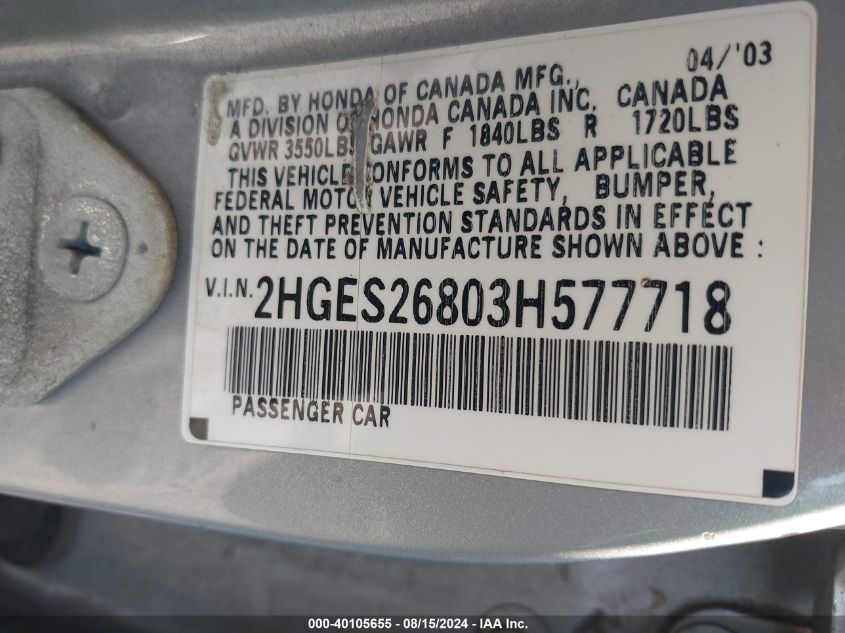 04/'03
MFD. BY HONDA OF CANADA MFG.,
A DIVISION OF HONDA CANADA INC, CANADA
GVWR 3550LBS GAWR F 1840LBS R 1720LBS
THIS VEHICLE CONFORMS TO ALL APPLICABLE
FEDERAL MOTOR VEHICLE SAFETY, BUMPER,
AND THEFT PREVENTION STANDARDS IN EFFECT
ON THE DATE OF MANUFACTURE SHOWN ABOVE :
V.I.N. 2HGES26803H577718
PASSENGER CAR
000-40105655 - 08/15/2024 - IAA Inc.